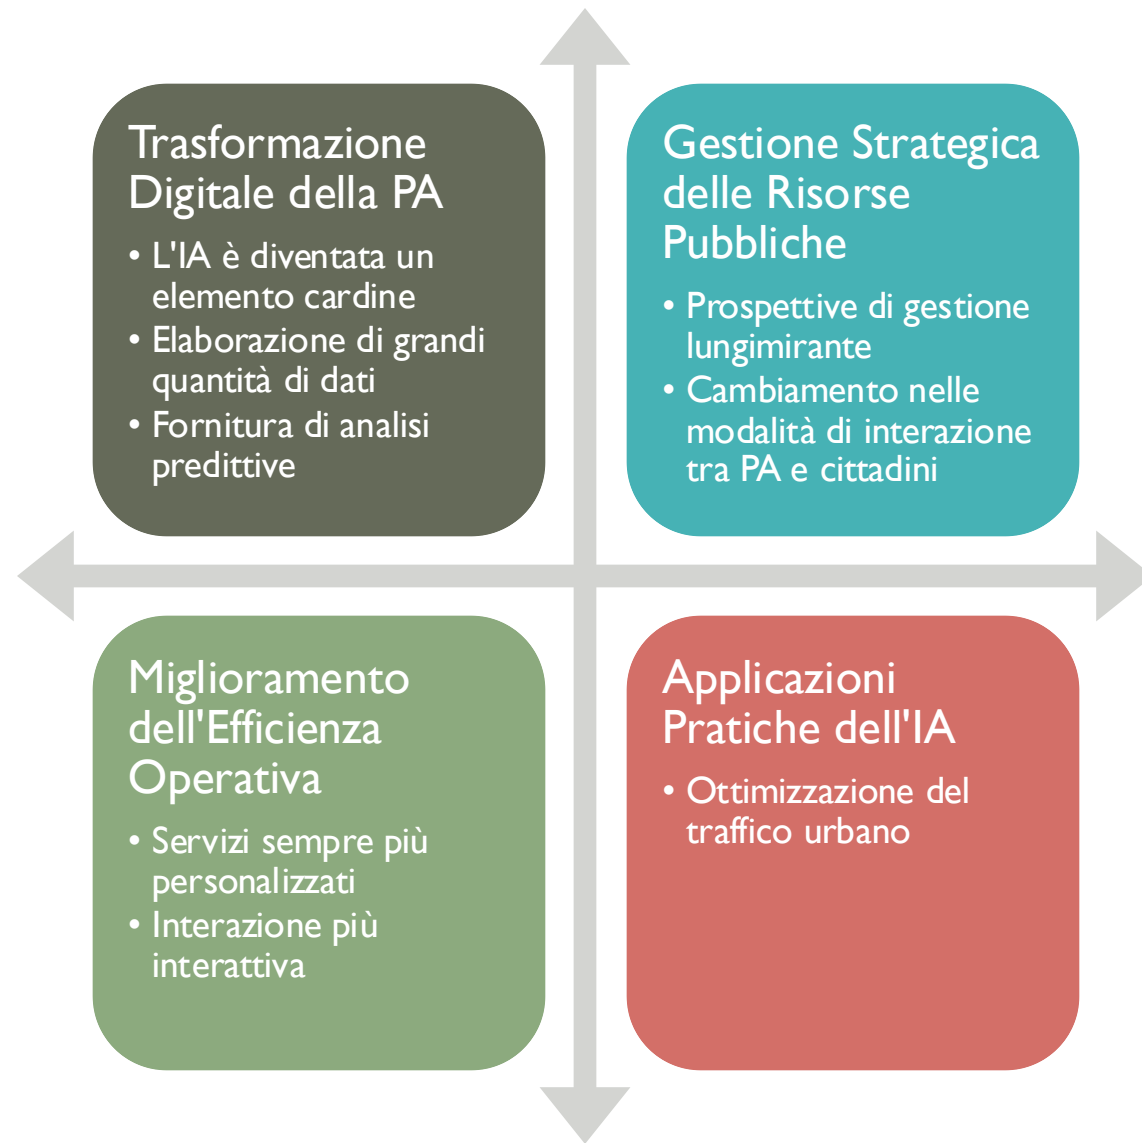 Trasformazione
Digitale della PA
• L'IA è diventata un
elemento cardine
• Elaborazione di grandi
quantità di dati
• Fornitura di analisi
predittive
Gestione Strategica
delle Risorse
Pubbliche
• Prospettive di gestione
lungimirante
• Cambiamento nelle
modalità di interazione
tra PA e cittadini
Miglioramento
dell'Efficienza
Operativa
• Servizi sempre più
personalizzati
• Interazione più
interattiva
Applicazioni
Pratiche dell'IA
• Ottimizzazione del
traffico urbano